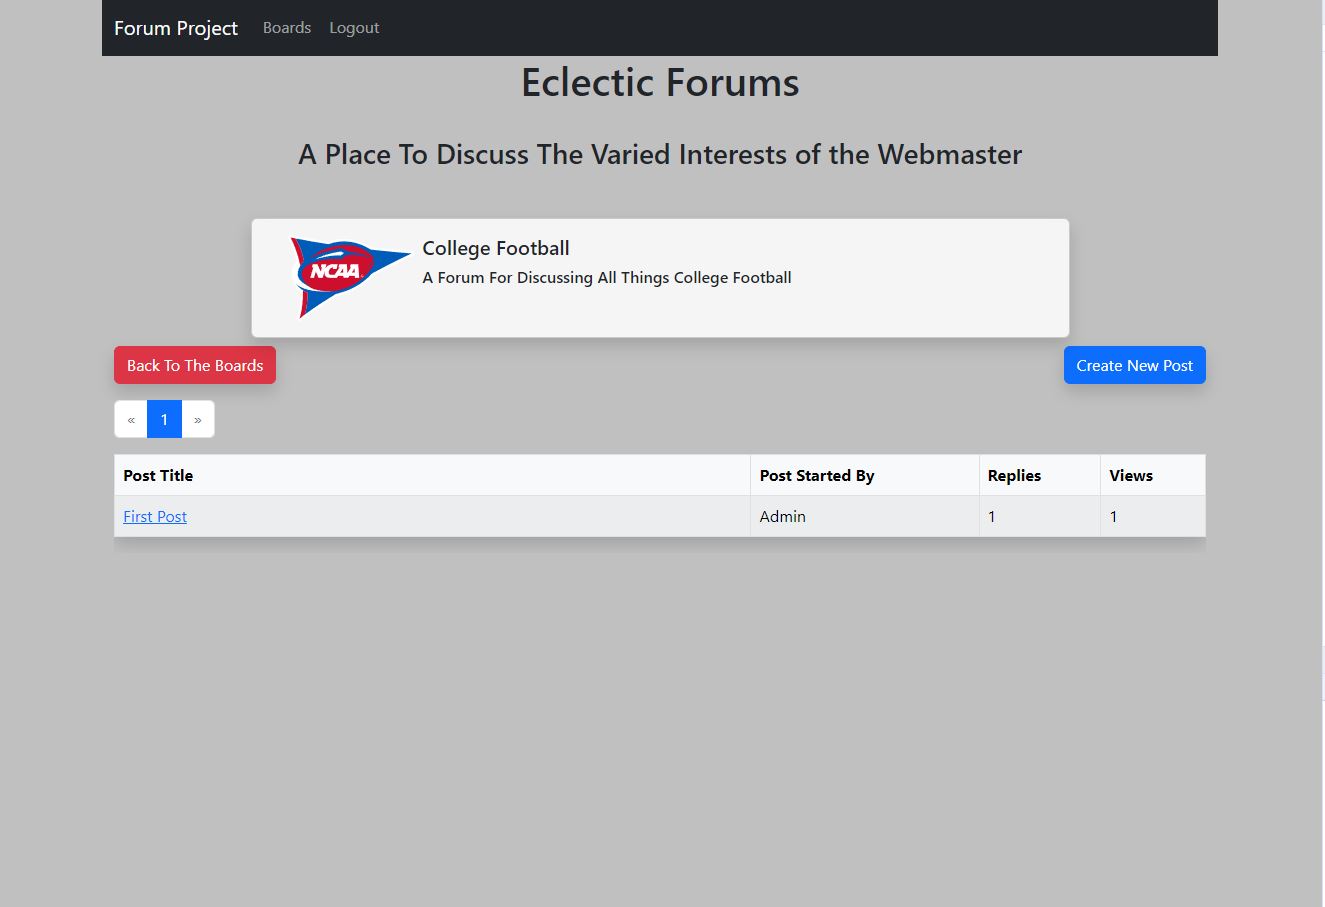 Forum Project Boards Logout
Eclectic Forums
A Place To Discuss The Varied Interests of the Webmaster
NCAA
College Football
A Forum For Discussing All Things College Football
Back To The Boards
Create New Post
« 1 »
Post Title Post Started By Replies Views
First Post Admin 1 1